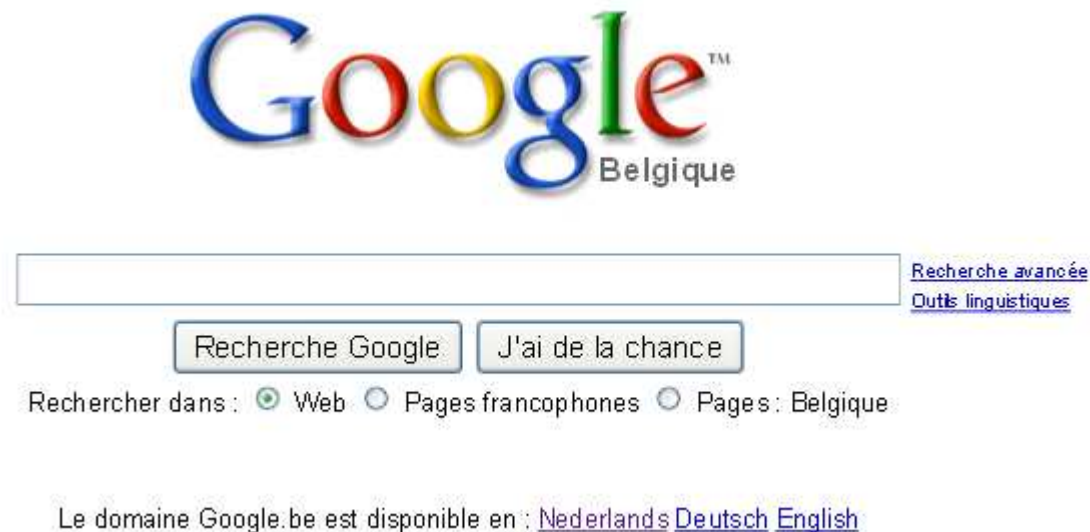 Google™
Belgique
Recherche avancée
Outils linguistiques
Recherche Google J'ai de la chance
Rechercher dans : Web Pages francophones Pages : Belgique
Le domaine Google.be est disponible en : Nederlands Deutsch English